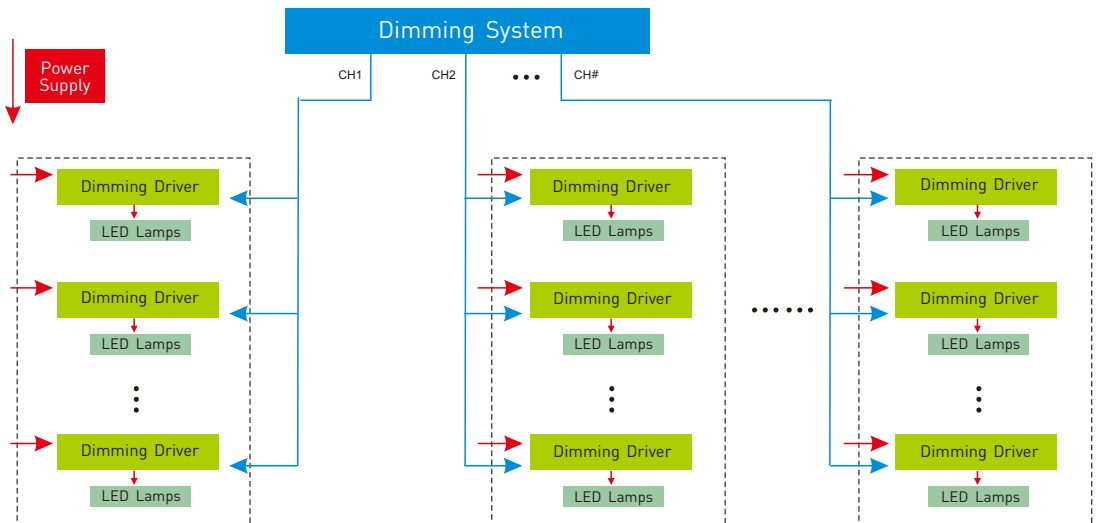 Dimming System
Power
Supply
CH1
CH2
•••
CH#
Dimming Driver
Dimming Driver
Dimming Driver
LED Lamps
LED Lamps
LED Lamps
Dimming Driver
Dimming Driver
Dimming Driver
••••••
LED Lamps
LED Lamps
LED Lamps
Dimming Driver
Dimming Driver
Dimming Driver
LED Lamps
LED Lamps
LED Lamps